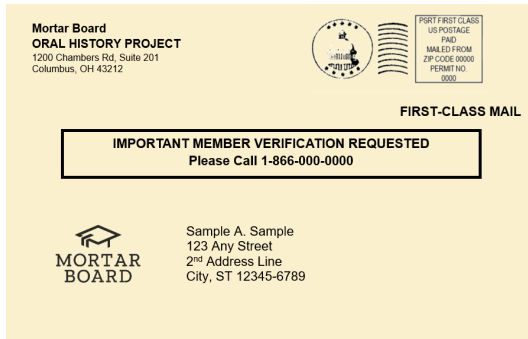 Mortar Board
ORAL HISTORY PROJECT
1200 Chambers Rd, Suite 201
Columbus, OH 43212
PSRT FIRST CLASS
US POSTAGE
PAID
MAILED FROM
ZIP CODE 00000
PERMIT NO.
0000
FIRST-CLASS MAIL
IMPORTANT MEMBER VERIFICATION REQUESTED
Please Call 1-866-000-0000
MORTAR
BOARD
Sample A. Sample
123 Any Street
2nd Address Line
City, ST 12345-6789